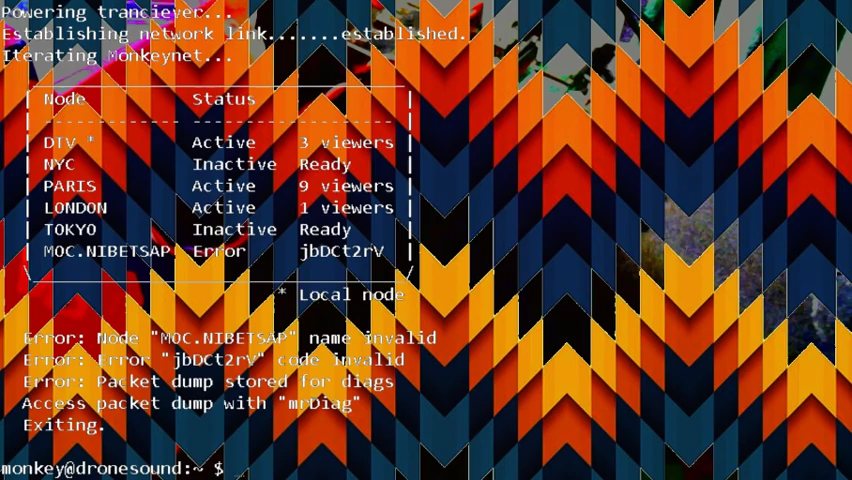 Powering tranciever...
Establishing network link.......established.
Iterating Monkeynet...
Node Status
DTV * Active 3 viewers
NYC Inactive Ready
PARIS Active 9 viewers
LONDON Active 1 viewers
TOKYO Inactive Ready
MOC.NIBETSAP Error jbDCt2rV
* Local node
Error: Node "MOC.NIBETSAP" name invalid
Error: Error "jbDCt2rV" code invalid
Error: Packet dump stored for diags
Access packet dump with "mrDiag"
Exiting.
monkey@dronesound:~ $ _